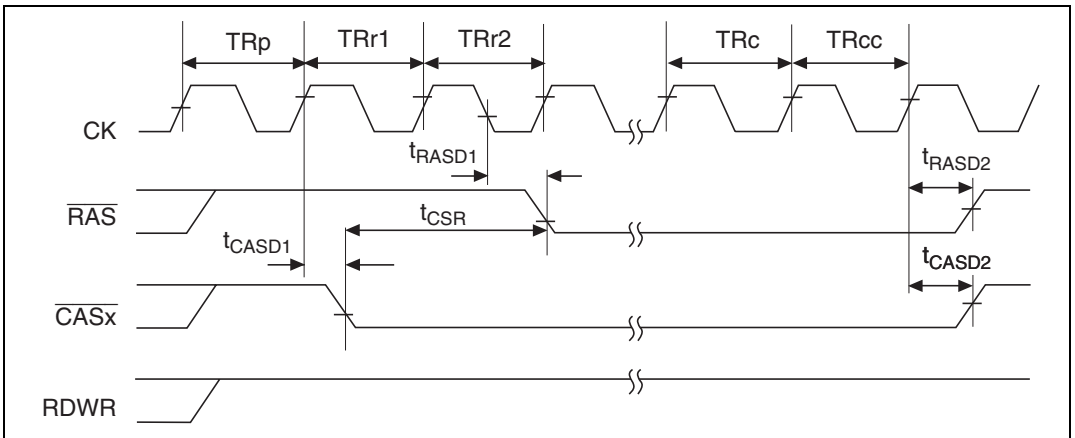 TRp TRr1 TRr2 TRc TRcc
CK
tRASD1 tRASD2
RAS
tCSR
tCASD1 tCASD2
CASx
RDWR